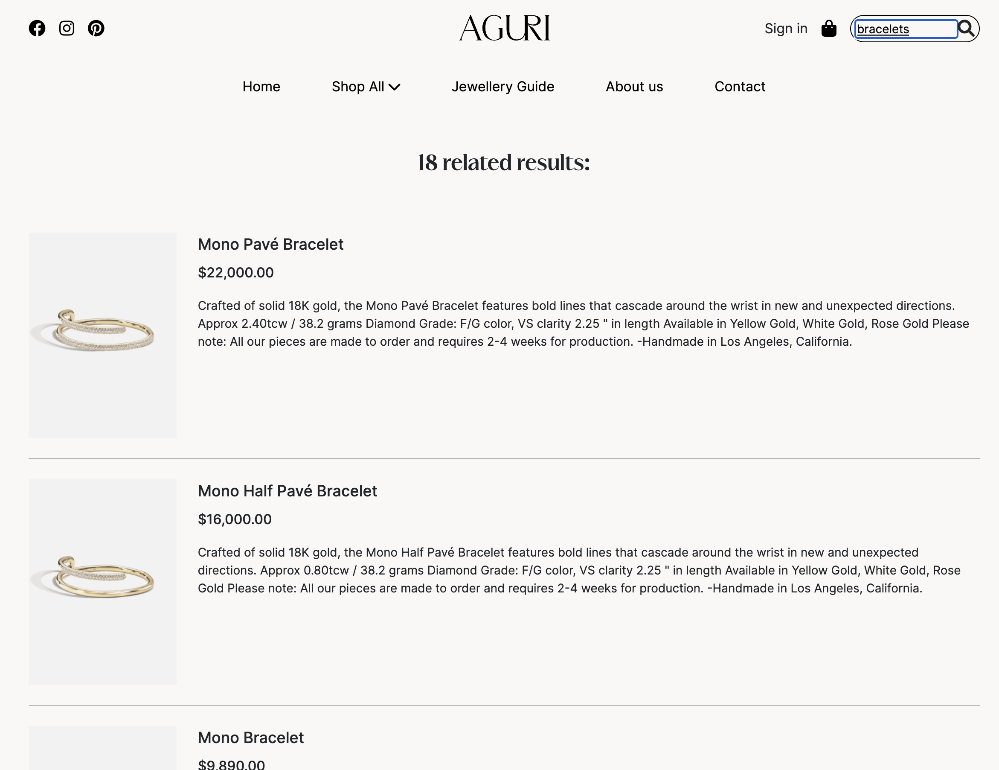 AGURI
Sign in
bracelets
Home
Shop All
Jewellery Guide
About us
Contact
18 related results:
Mono Pavé Bracelet
$22,000.00
Crafted of solid 18K gold, the Mono Pavé Bracelet features bold lines that cascade around the wrist in new and unexpected directions.
Approx 2.40tcw / 38.2 grams Diamond Grade: F/G color, VS clarity 2.25 " in length Available in Yellow Gold, White Gold, Rose Gold Please
note: All our pieces are made to order and requires 2-4 weeks for production. -Handmade in Los Angeles, California.
Mono Half Pavé Bracelet
$16,000.00
Crafted of solid 18K gold, the Mono Half Pavé Bracelet features bold lines that cascade around the wrist in new and unexpected
directions. Approx 0.80tcw / 38.2 grams Diamond Grade: F/G color, VS clarity 2.25 " in length Available in Yellow Gold, White Gold, Rose
Gold Please note: All our pieces are made to order and requires 2-4 weeks for production. -Handmade in Los Angeles, California.
Mono Bracelet
$9,890.00